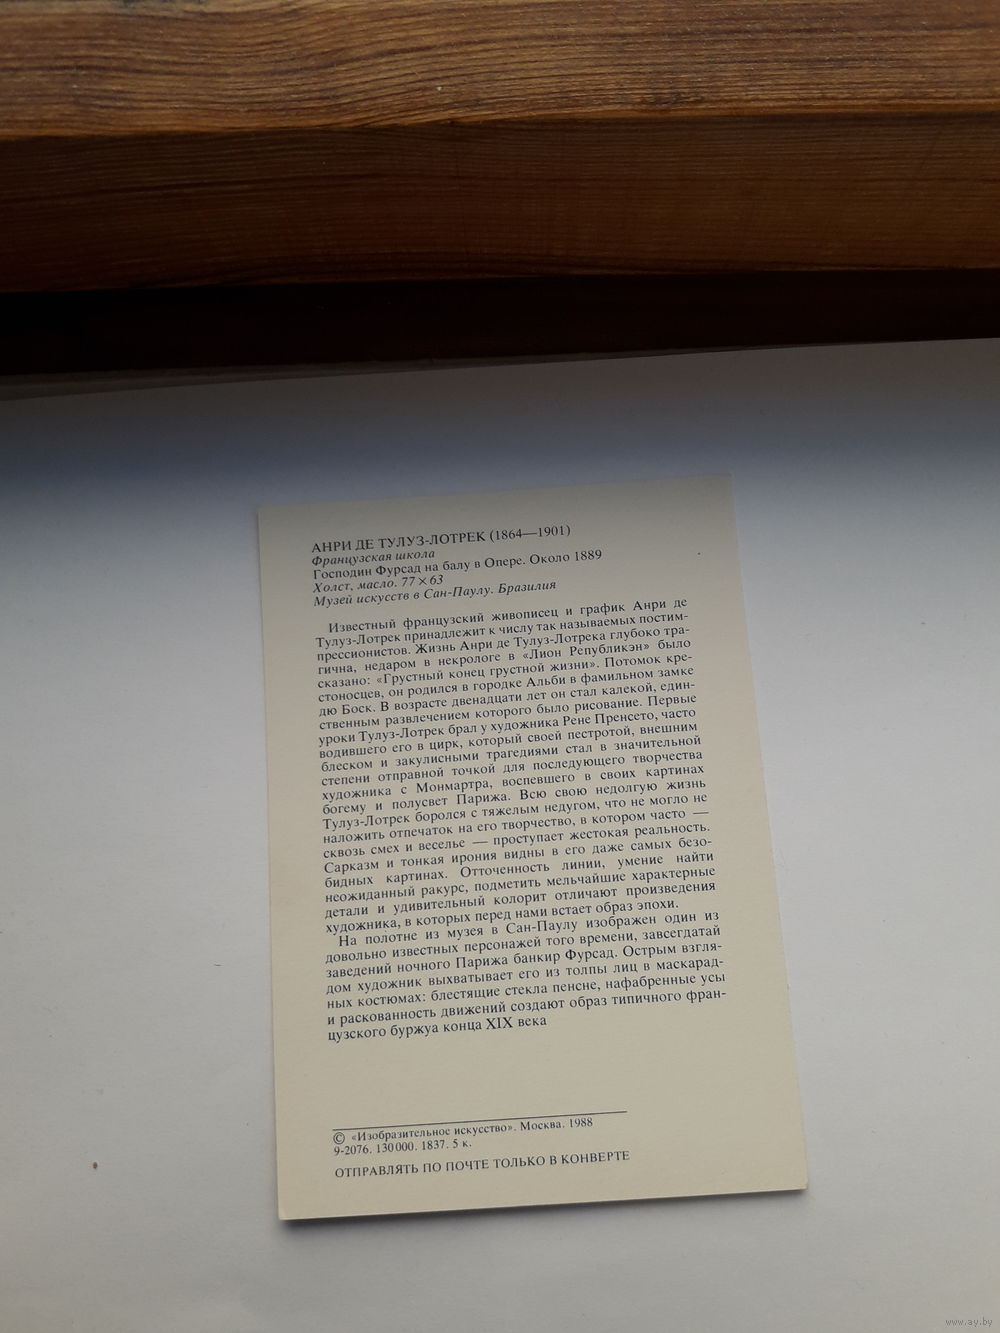 АНРИ ДЕ ТУЛУЗ-ЛОТРЕК (1864—1901)
Французская школа
Господин Фурсад на балу в Опере. Около 1889
Холст, масло. 77×63
Музей искусств в Сан-Паулу. Бразилия
Известный французский живописец и график Анри де
Тулуз-Лотрек принадлежит к числу так называемых постим-
прессионистов. Жизнь Анри де Тулуз-Лотрека глубоко тра-
гична, недаром в некрологе в «Лион Републикэн» было
сказано: «Грустный конец грустной жизни». Потомок кре-
стоносцев, он родился в городке Альби в фамильном замке
дю Боск. В возрасте двенадцати лет он стал калекой, един-
ственным развлечением которого было рисование. Первые
уроки Тулуз-Лотрек брал у художника Рене Пренсето, часто
водившего его в цирк, который своей пестротой, внешним
блеском и закулисными трагедиями стал в значительной
степени отправной точкой для последующего творчества
художника с Монмартра, воспевшего в своих картинах
богему и полусвет Парижа. Всю свою недолгую жизнь
Тулуз-Лотрек боролся с тяжелым недугом, что не могло не
наложить отпечаток на его творчество, в котором часто —
сквозь смех и веселье — проступает жестокая реальность.
Сарказм и тонкая ирония видны в его даже самых безо-
бидных картинах. Отточенность линии, умение найти
неожиданный ракурс, подметить мельчайшие характерные
детали и удивительный колорит отличают произведения
художника, в которых перед нами встает образ эпохи.
На полотне из музея в Сан-Паулу изображен один из
довольно известных персонажей того времени, завсегдатай
заведений ночного Парижа банкир Фурсад. Острым взгля-
дом художник выхватывает его из толпы лиц в маскарад-
ных костюмах: блестящие стекла пенсне, нафабренные усы
и раскованность движений создают образ типичного фран-
цузского буржуа конца XIX века
© «Изобразительное искусство». Москва. 1988
9-2076. 130000. 1837. 5 к.
ОТПРАВЛЯТЬ ПО ПОЧТЕ ТОЛЬКО В КОНВЕРТЕ
www.ay.by